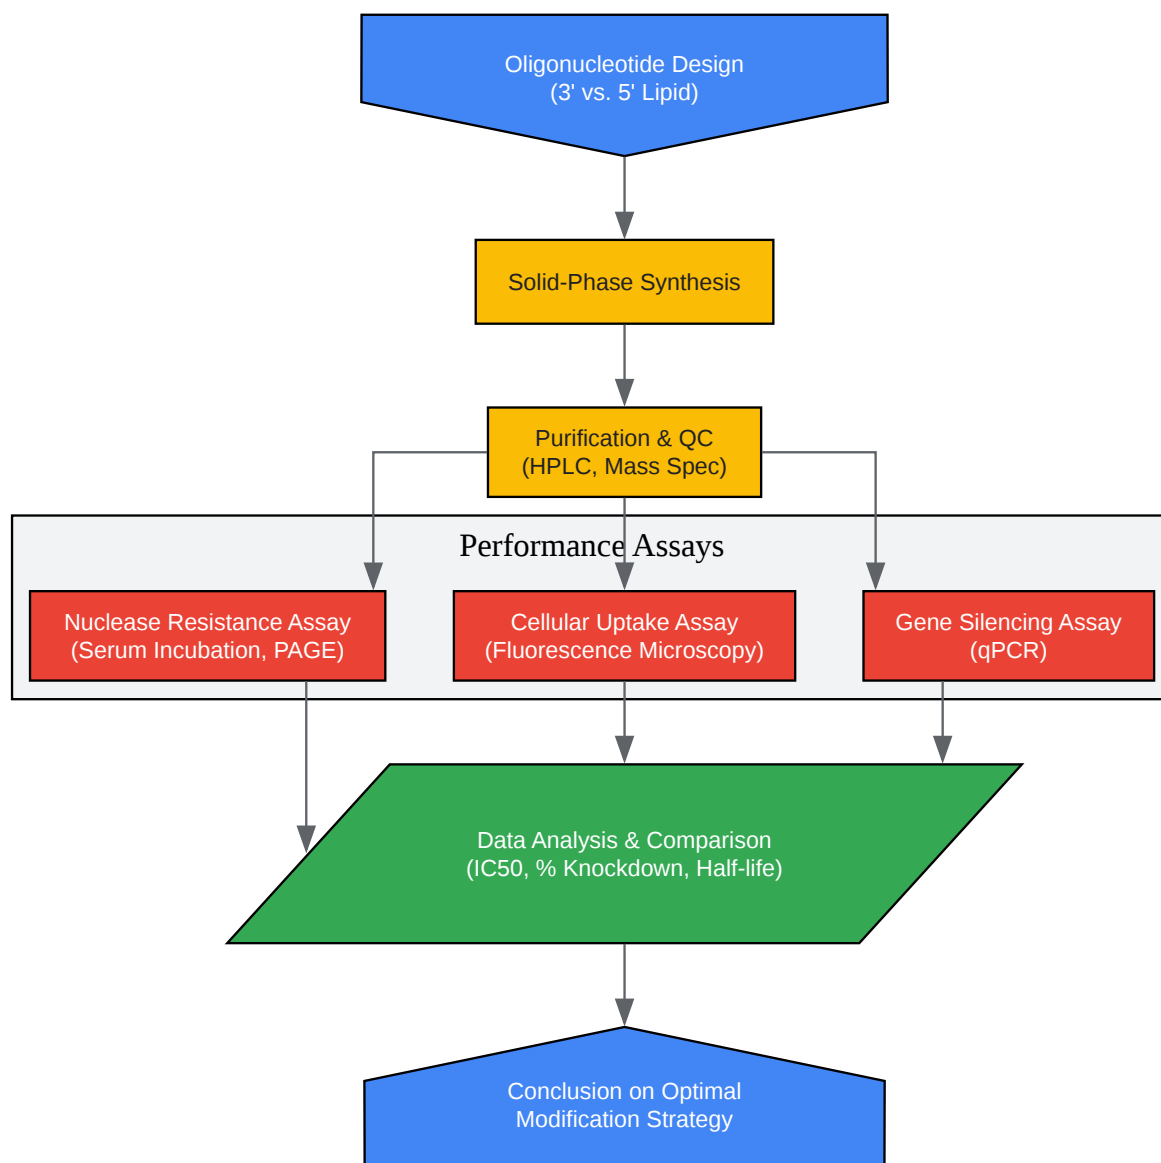 Oligonucleotide Design
(3' vs. 5' Lipid)
Solid-Phase Synthesis
Purification & QC
(HPLC, Mass Spec)
Performance Assays
Nuclease Resistance Assay
(Serum Incubation, PAGE)
Cellular Uptake Assay
(Fluorescence Microscopy)
Gene Silencing Assay
(qPCR)
Data Analysis & Comparison
(IC50, % Knockdown, Half-life)
Conclusion on Optimal
Modification Strategy